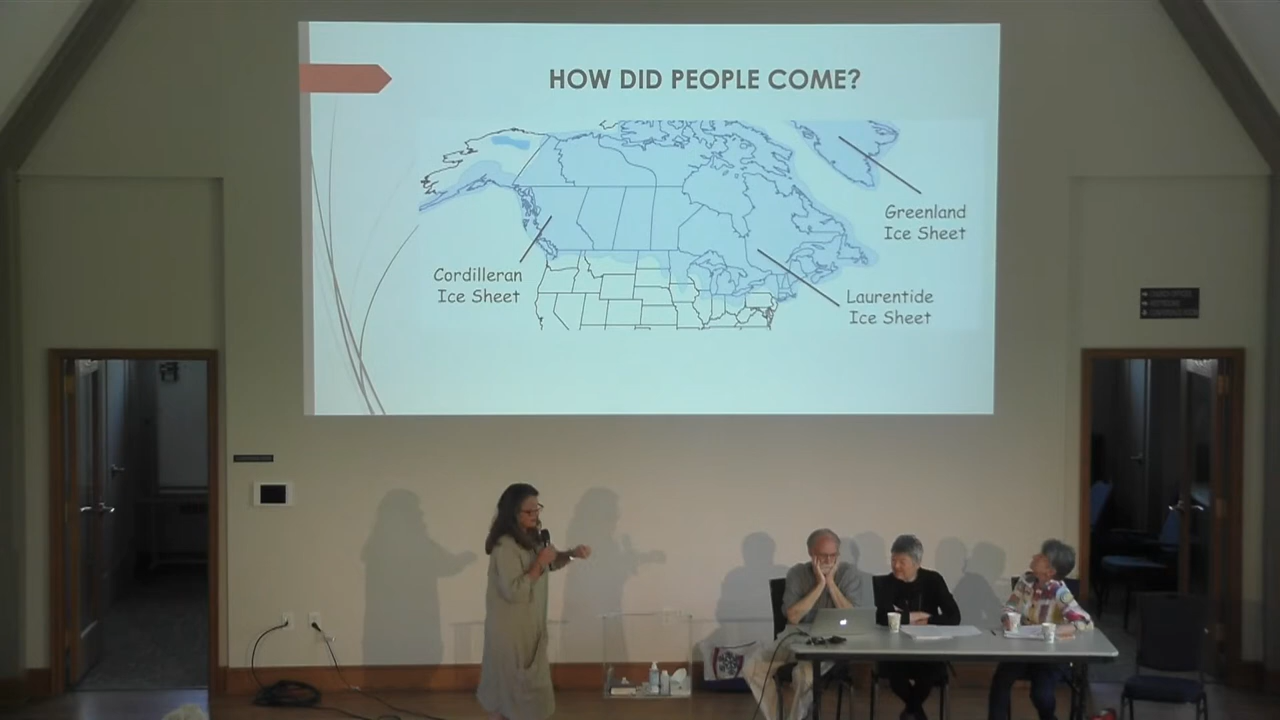 HOW DID PEOPLE COME?
Greenland
Ice Sheet
Cordilleran
Ice Sheet
Laurentide
Ice Sheet